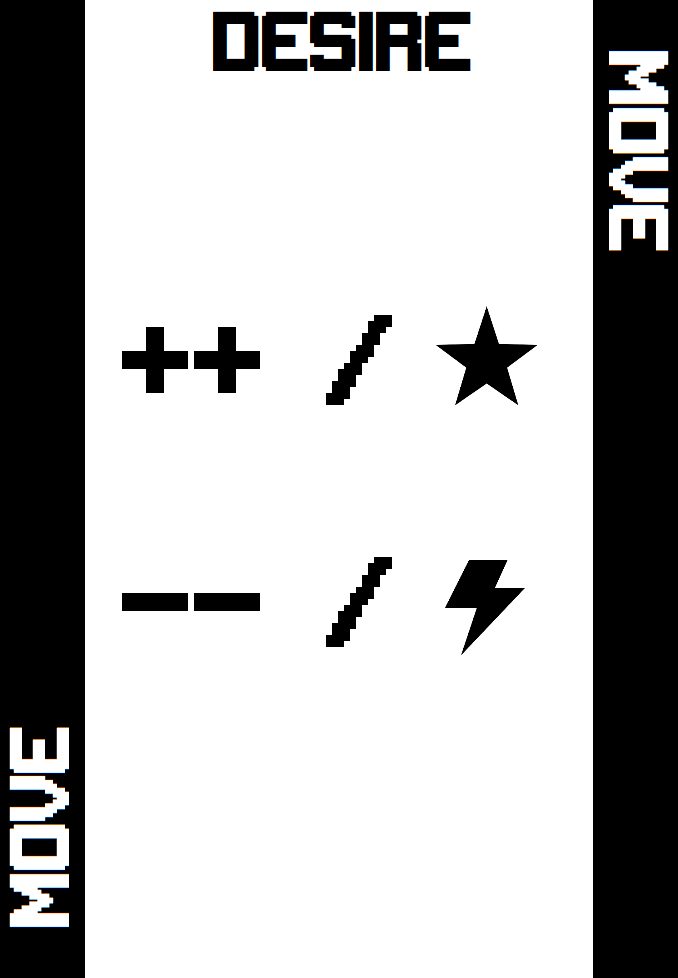 DESIRE
MOVE
++ / ★
-- / ⚡
MOVE